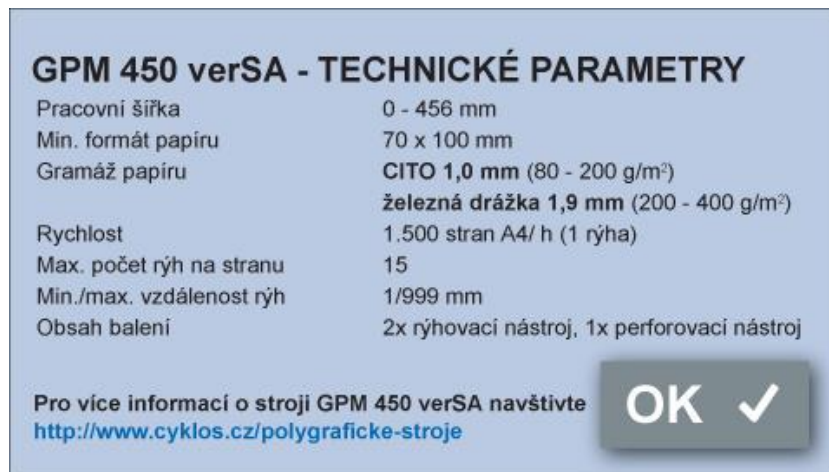 GPM 450 verSA - TECHNICKÉ PARAMETRY
Pracovní šířka 0 - 456 mm
Min. formát papíru 70 x 100 mm
Gramáž papíru CITO 1,0 mm (80 - 200 g/m²)
železná drážka 1,9 mm (200 - 400 g/m²)
Rychlost 1.500 stran A4/ h (1 rýha)
Max. počet rýh na stranu 15
Min./max. vzdálenost rýh 1/999 mm
Obsah balení 2x rýhovací nástroj, 1x perforovací nástroj
Pro více informací o stroji GPM 450 verSA navštivte
http://www.cyklos.cz/polygraficke-stroje
OK ✓